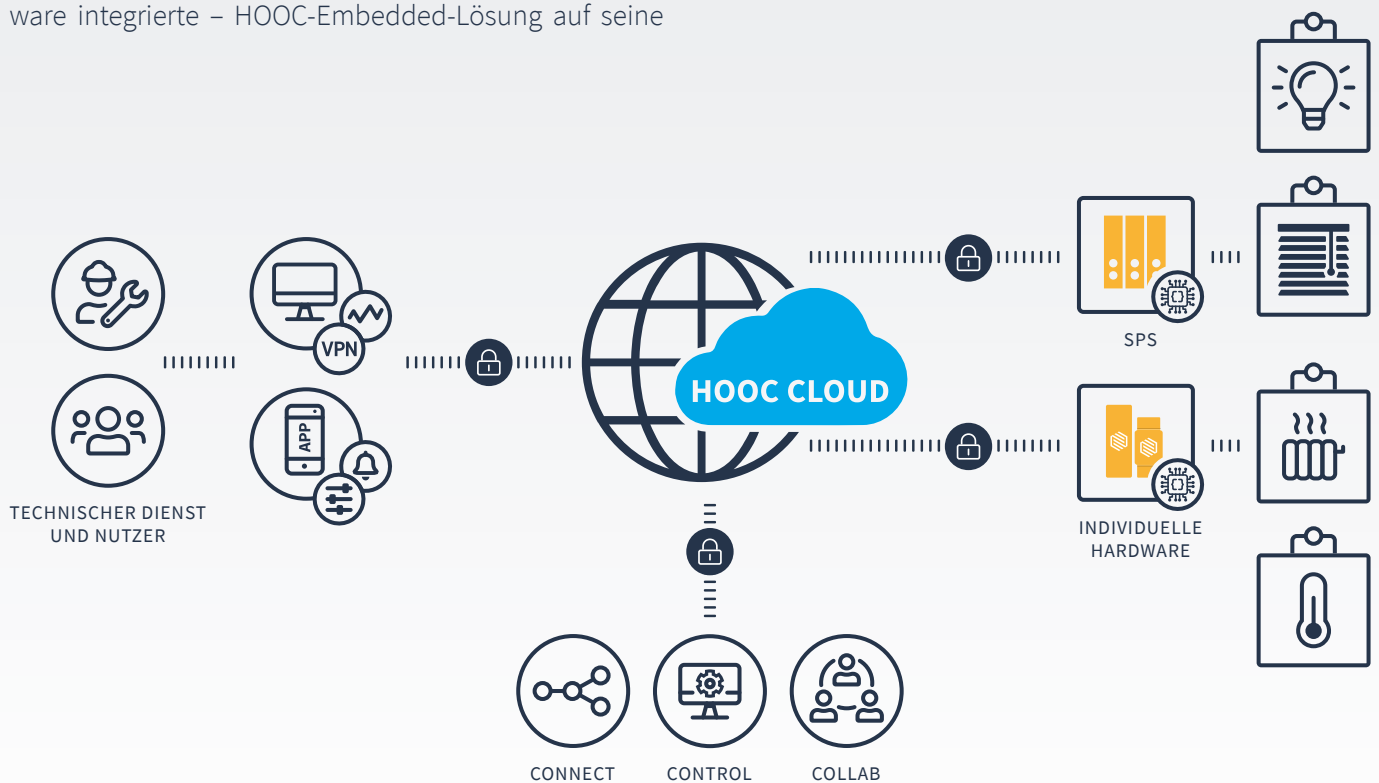 ware integrierte – HOOC-Embedded-Lösung auf seine
SPS
VPN
HOOC CLOUD
APP
TECHNISCHER DIENST
UND NUTZER
INDIVIDUELLE
HARDWARE
CONNECT
CONTROL
COLLAB